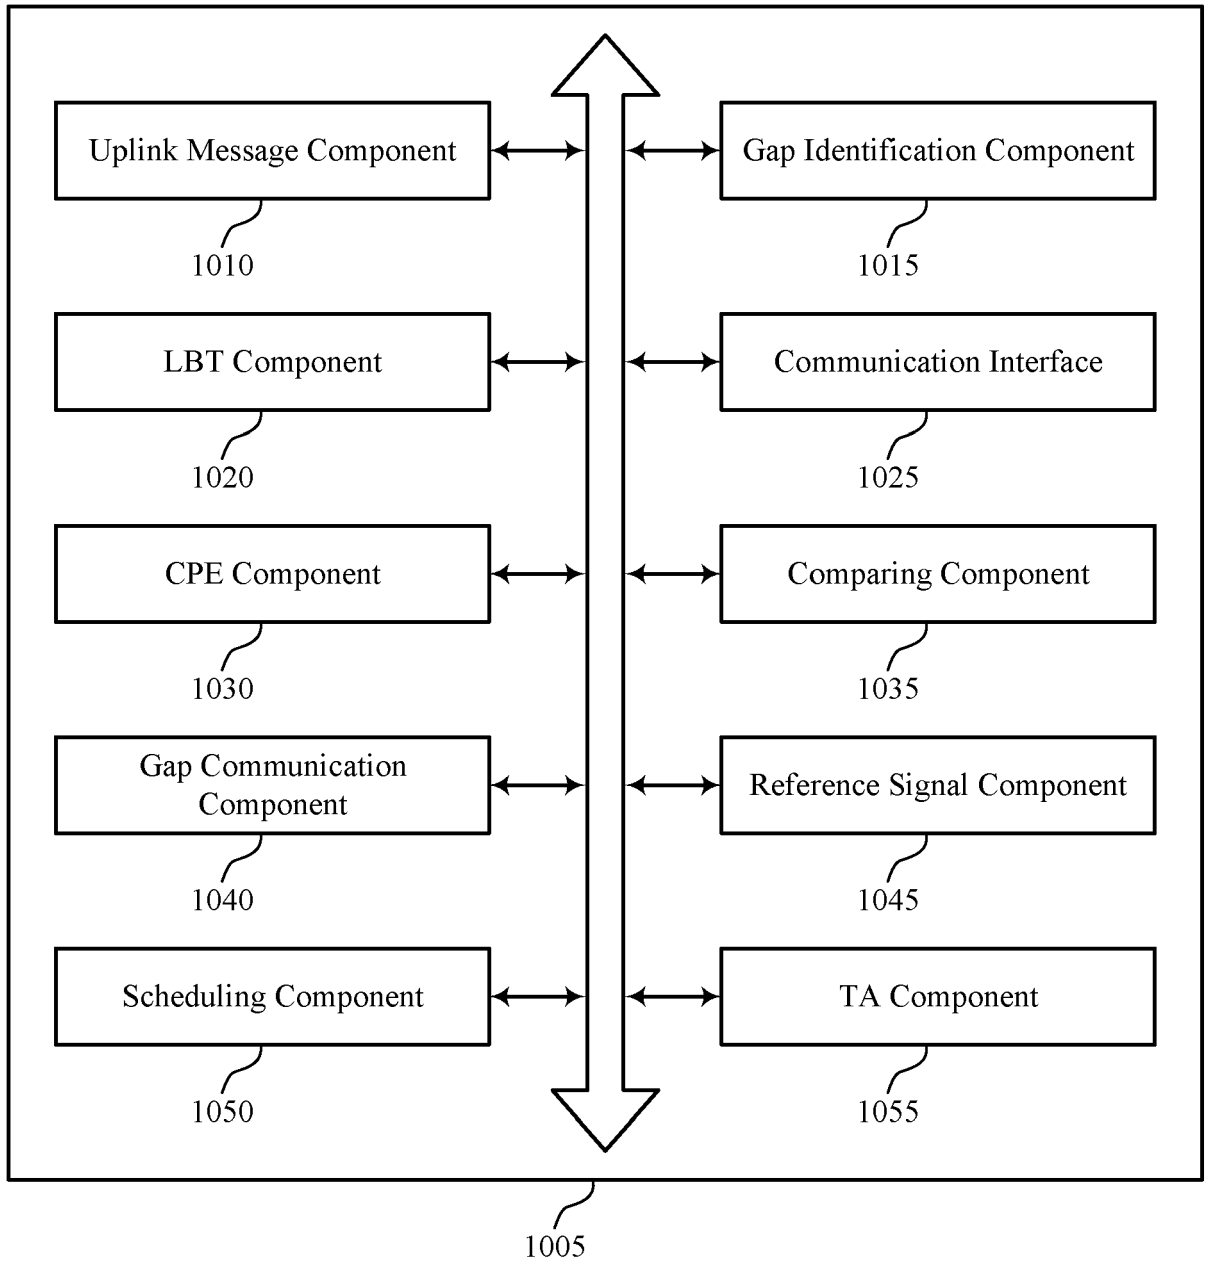 Uplink Message Component
Gap Identification Component
1010
1015
LBT Component
Communication Interface
1020
1025
CPE Component
Comparing Component
1030
1035
Gap Communication
Component
Reference Signal Component
1040
1045
Scheduling Component
TA Component
1050
1055
1005